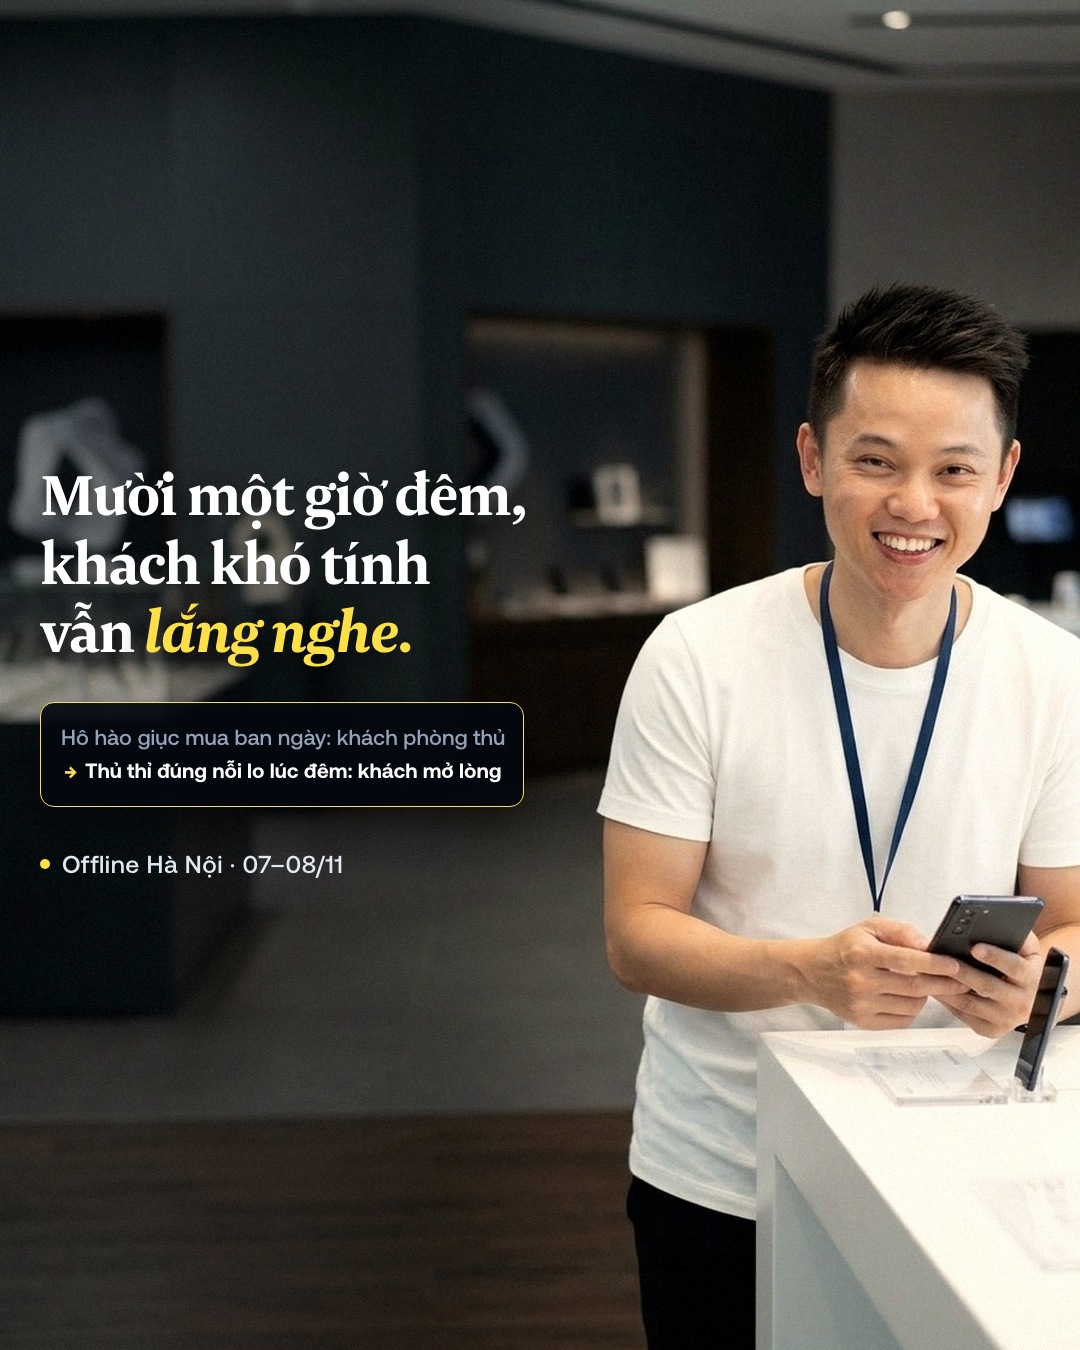 Mười một giờ đêm,
khách khó tính
vẫn lắng nghe.
Hô hào giục mua ban ngày: khách phòng thủ
→ Thủ thỉ đúng nỗi lo lúc đêm: khách mở lòng
Offline Hà Nội · 07–08/11